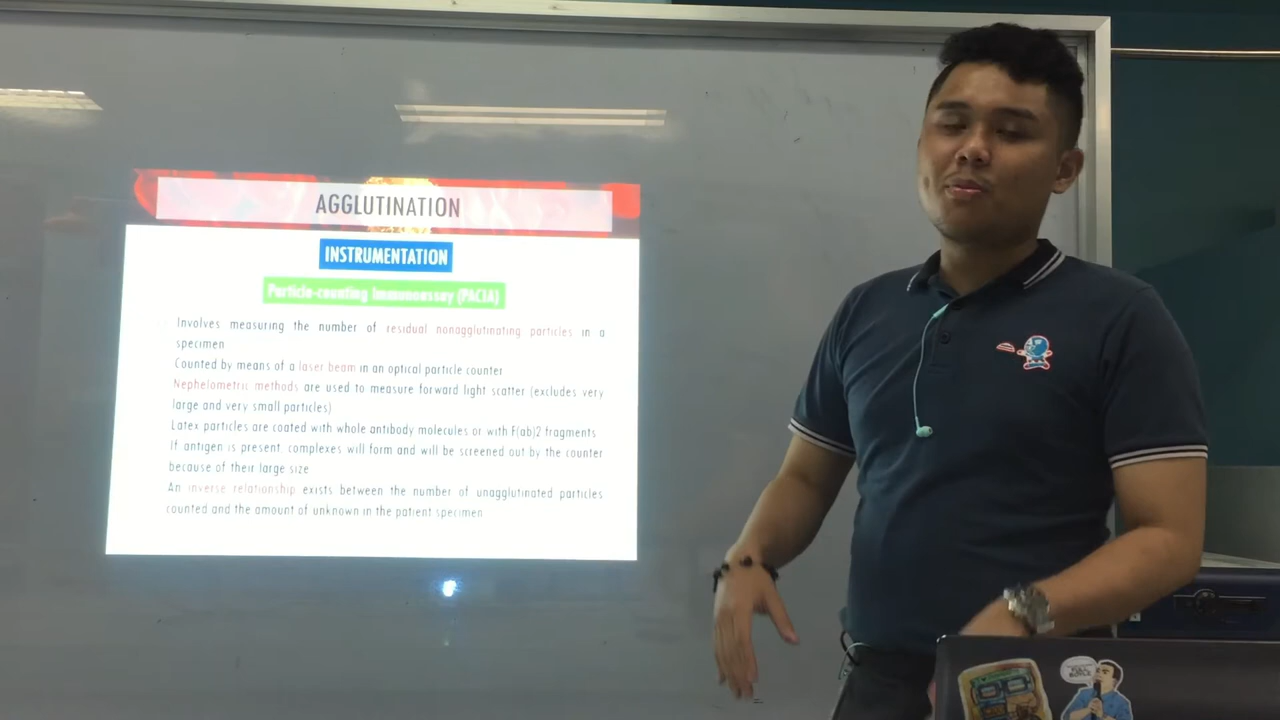 AGGLUTINATION
INSTRUMENTATION
Particle-counting Immunoassay (PACIA)
Involves measuring the number of residual nonagglutinating particles in a
specimen
Counted by means of a laser beam in an optical particle counter
Nephelometric methods are used to measure forward light scatter (excludes very
large and very small particles)
Latex particles are coated with whole antibody molecules or with F(ab)2 fragments
If antigen is present, complexes will form and will be screened out by the counter
because of their large size
An inverse relationship exists between the number of unagglutinated particles
counted and the amount of unknown in the patient specimen